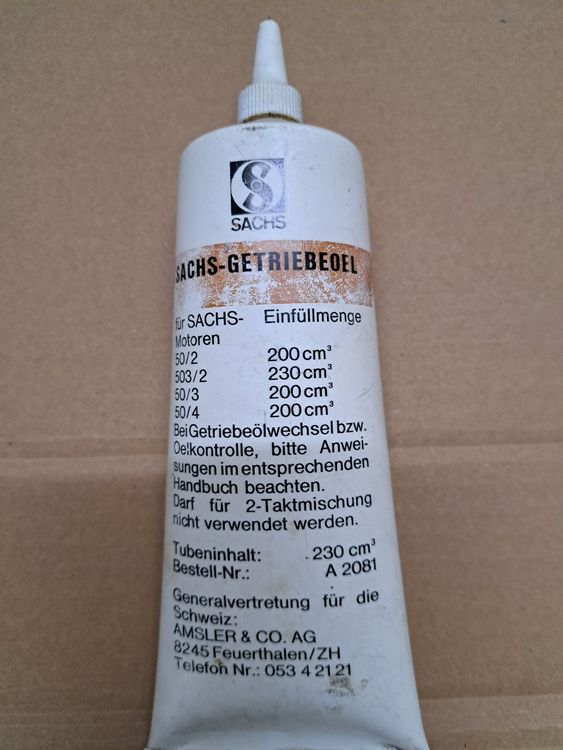 SACHS
SACHS-GETRIEBEOEL
für SACHS- Einfüllmenge
Motoren
50/2 200 cm³
503/2 230 cm³
50/3 200 cm³
50/4 200 cm³
Bei Getriebeölwechsel bzw.
Oelkontrolle, bitte Anwei-
sungen im entsprechenden
Handbuch beachten.
Darf für 2-Taktmischung
nicht verwendet werden.
Tubeninhalt: 230 cm³
Bestell-Nr.: A 2081
Generalvertretung für die
Schweiz:
AMSLER & CO. AG
8245 Feuerthalen/ZH
Telefon Nr.: 053 4 21 21